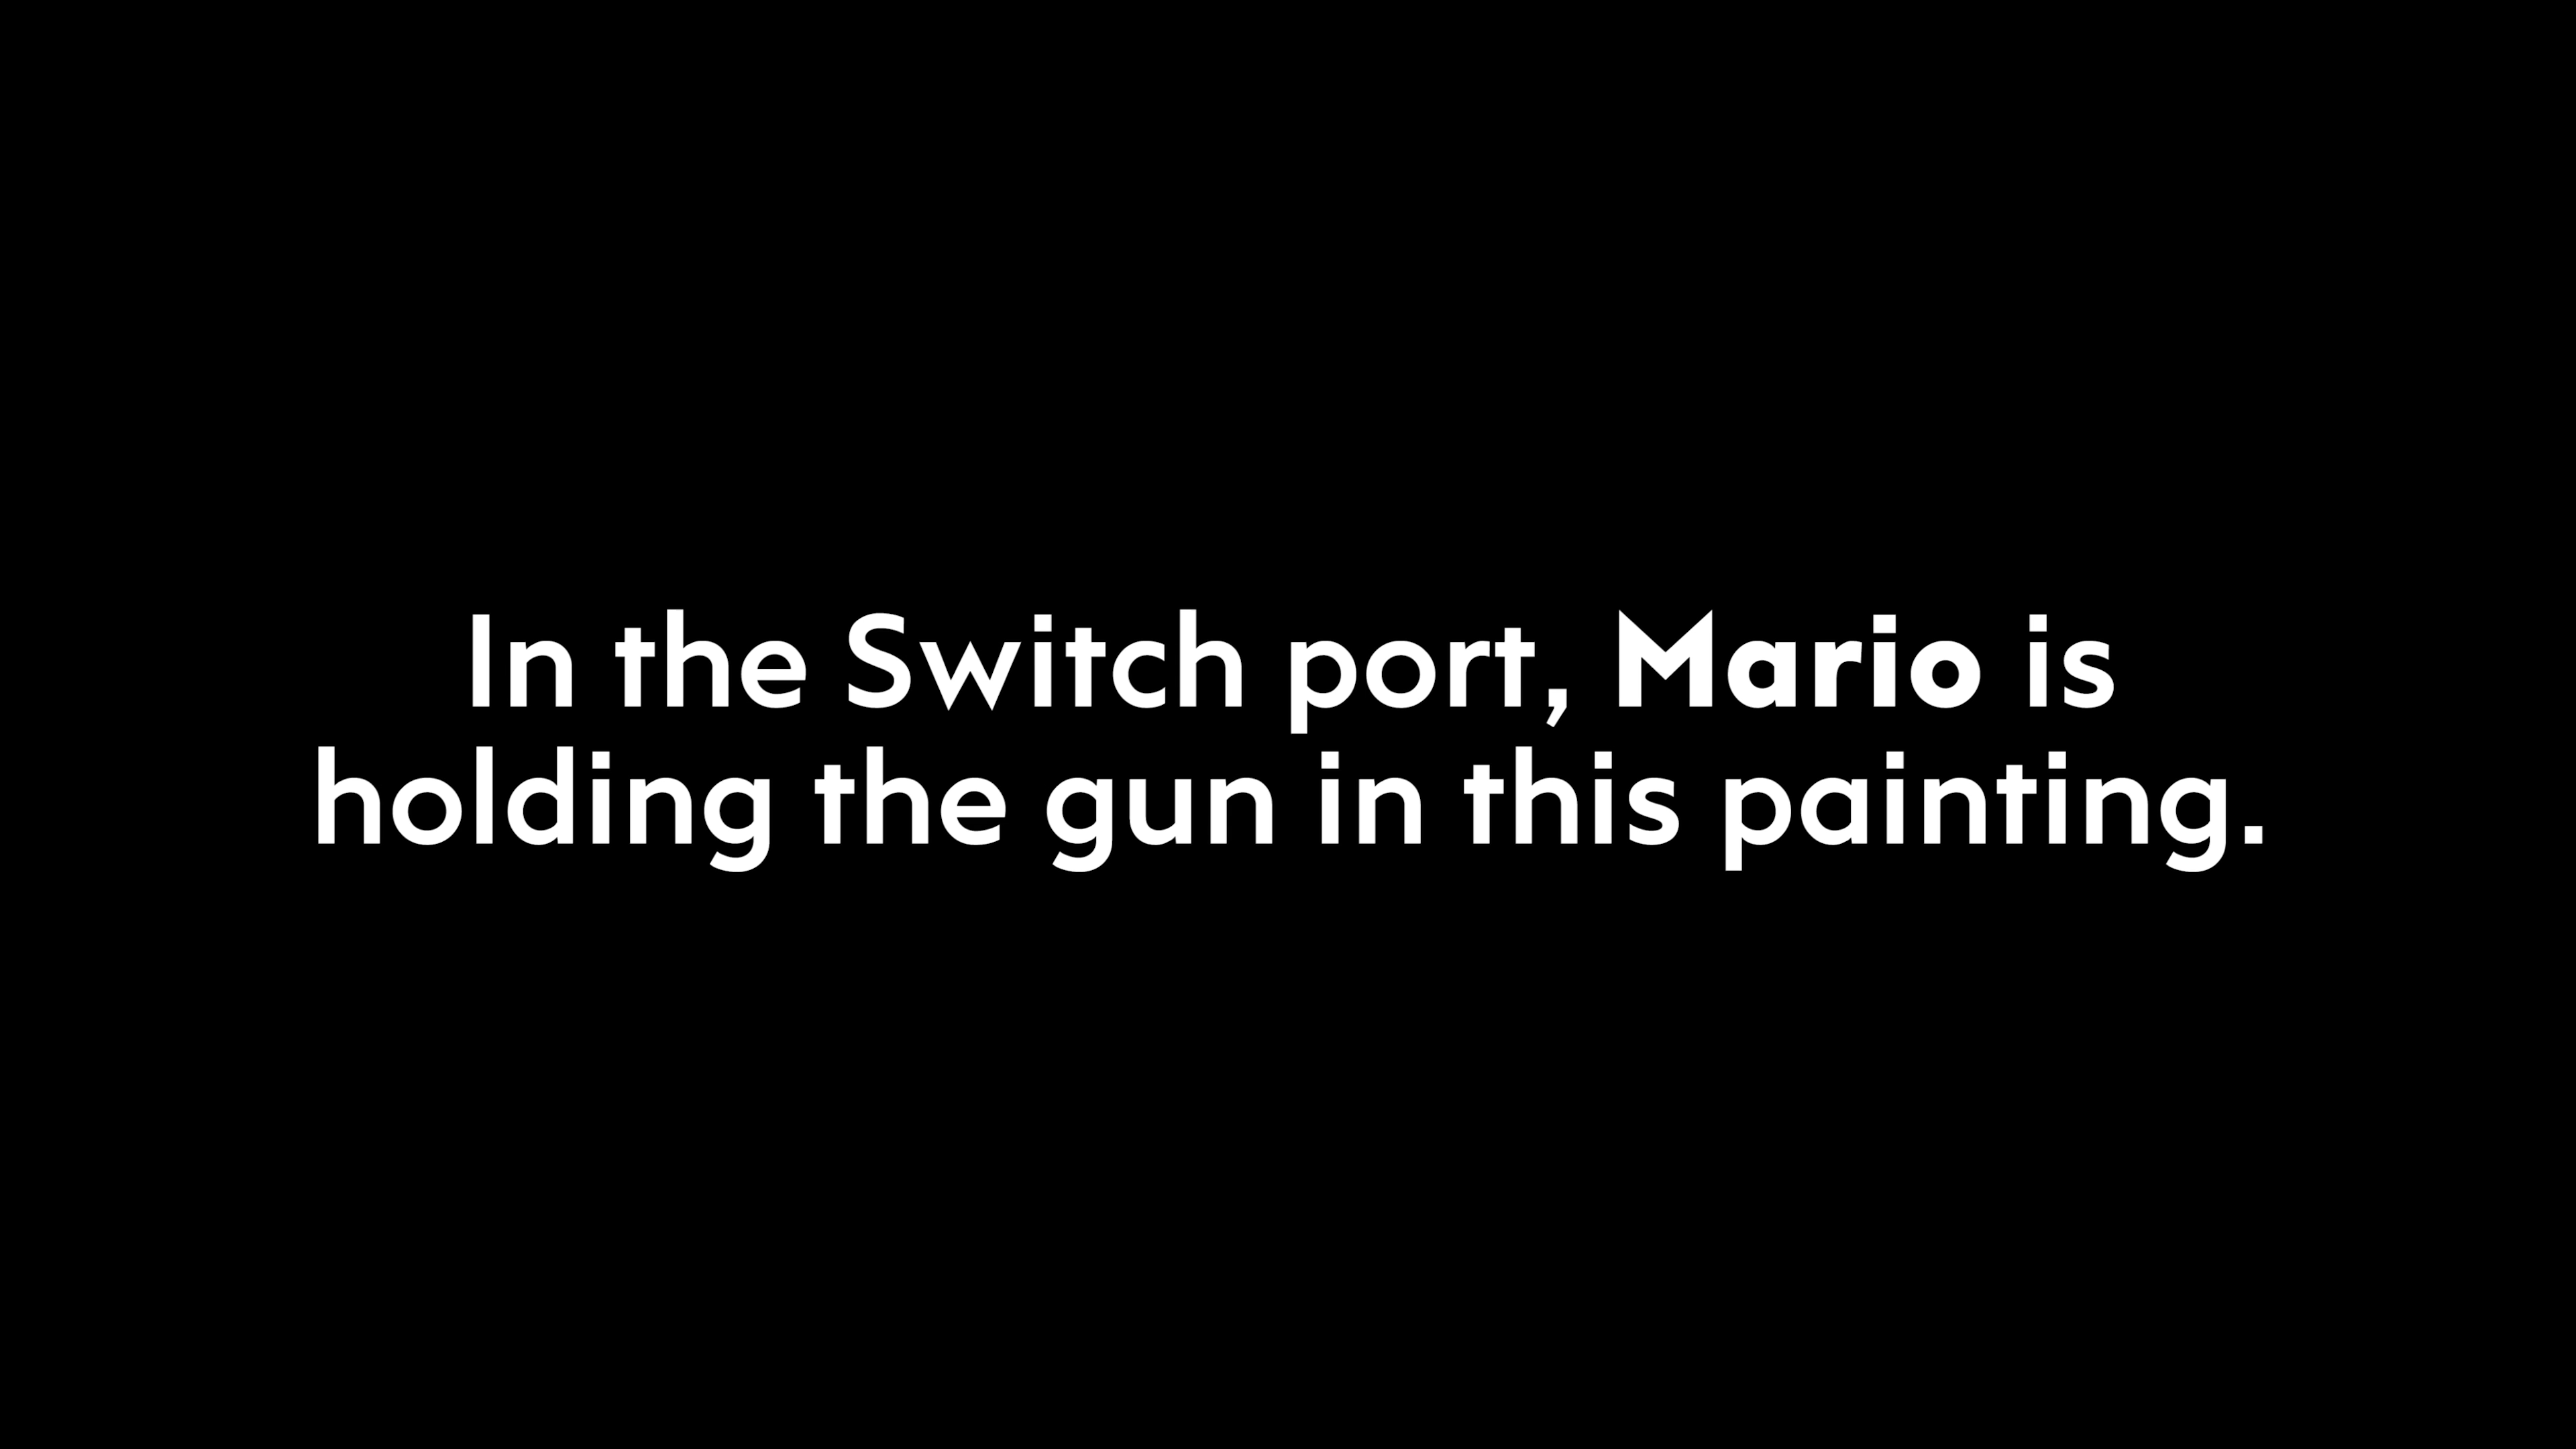 In the Switch port, Mario is
holding the gun in this painting.